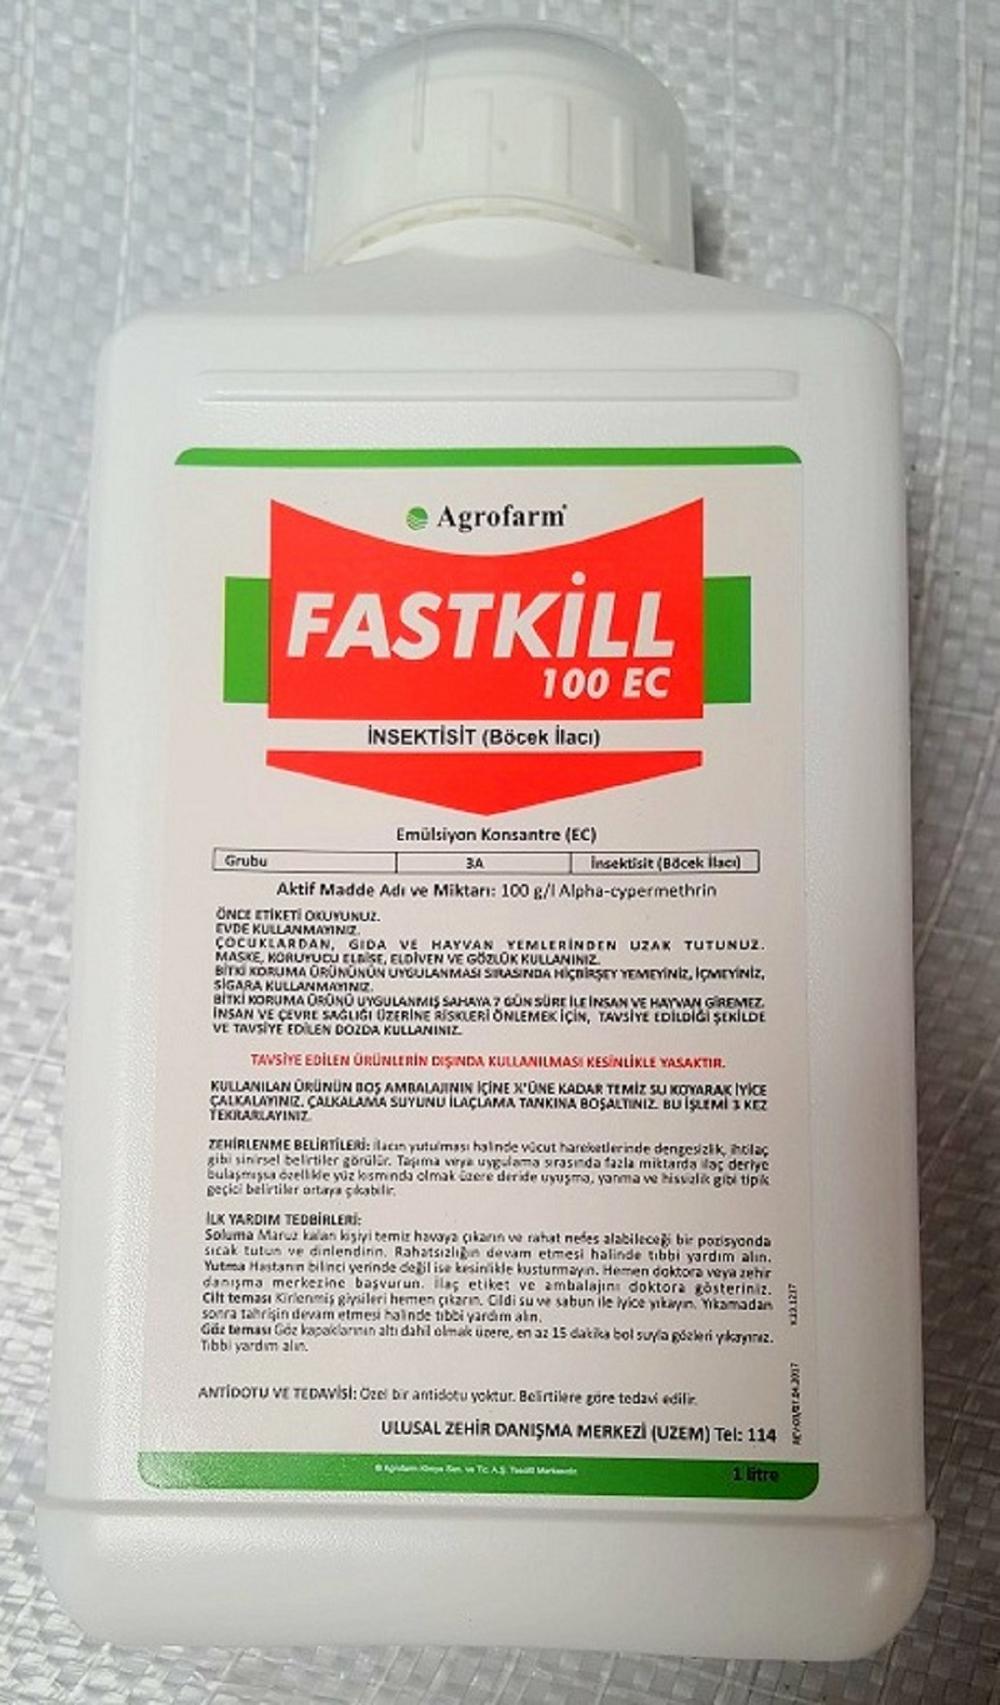 Agrofarm®
FASTKİLL
100 EC
İNSEKTİSİT (Böcek İlacı)
Emülsiyon Konsantre (EC)
Grubu 3A İnsektisit (Böcek İlacı)
Aktif Madde Adı ve Miktarı: 100 g/l Alpha-cypermethrin
ÖNCE ETİKETİ OKUYUNUZ.
EVDE KULLANMAYINIZ.
ÇOCUKLARDAN, GIDA VE HAYVAN YEMLERİNDEN UZAK TUTUNUZ.
MASKE, KORUYUCU ELBİSE, ELDİVEN VE GÖZLÜK KULLANINIZ.
BİTKİ KORUMA ÜRÜNÜNÜN UYGULANMASI SIRASINDA HİÇBİRŞEY YEMEYİNİZ, İÇMEYİNİZ,
SİGARA KULLANMAYINIZ.
BİTKİ KORUMA ÜRÜNÜ UYGULANMIŞ SAHAYA 7 GÜN SÜRE İLE İNSAN VE HAYVAN GİREMEZ.
İNSAN VE ÇEVRE SAĞLIĞI ÜZERİNE RİSKLERİ ÖNLEMEK İÇİN, TAVSİYE EDİLDİĞİ ŞEKİLDE
VE TAVSİYE EDİLEN DOZDA KULLANINIZ.
TAVSİYE EDİLEN ÜRÜNLERİN DIŞINDA KULLANILMASI KESİNLİKLE YASAKTIR.
KULLANILAN ÜRÜNÜN BOŞ AMBALAJININ İÇİNE ¼'ÜNE KADAR TEMİZ SU KOYARAK İYİCE
ÇALKALAYINIZ. ÇALKALAMA SUYUNU İLAÇLAMA TANKINA BOŞALTINIZ. BU İŞLEMİ 3 KEZ
TEKRARLAYINIZ.
ZEHİRLENME BELİRTİLERİ: İlacın yutulması halinde vücut hareketlerinde dengesizlik, ihtilaç
gibi sinirsel belirtiler görülür. Taşıma veya uygulama sırasında fazla miktarda ilaç deriye
bulaşmışsa özellikle yüz kısmında olmak üzere deride uyuşma, yanma ve hissizlik gibi tipik
geçici belirtiler ortaya çıkabilir.
İLK YARDIM TEDBİRLERİ:
Soluma Maruz kalan kişiyi temiz havaya çıkarın ve rahat nefes alabileceği bir pozisyonda
sıcak tutun ve dinlendirin. Rahatsızlığın devam etmesi halinde tıbbi yardım alın.
Yutma Hastanın bilinci yerinde değil ise kesinlikle kusturmayın. Hemen doktora veya zehir
danışma merkezine başvurun. İlaç etiket ve ambalajını doktora gösteriniz.
Cilt teması Kirlenmiş giysileri hemen çıkarın. Cildi su ve sabun ile iyice yıkayın. Yıkamadan
sonra tahrişin devam etmesi halinde tıbbi yardım alın.
Göz teması Göz kapaklarının altı dahil olmak üzere, en az 15 dakika bol suyla gözleri yıkayınız.
Tıbbi yardım alın.
ANTİDOTU VE TEDAVİSİ: Özel bir antidotu yoktur. Belirtilere göre tedavi edilir.
ULUSAL ZEHİR DANIŞMA MERKEZİ (UZEM) Tel: 114
® Agrofarm Kimya San. ve Tic. A.Ş. Tescilli Markasıdır.
1 litre